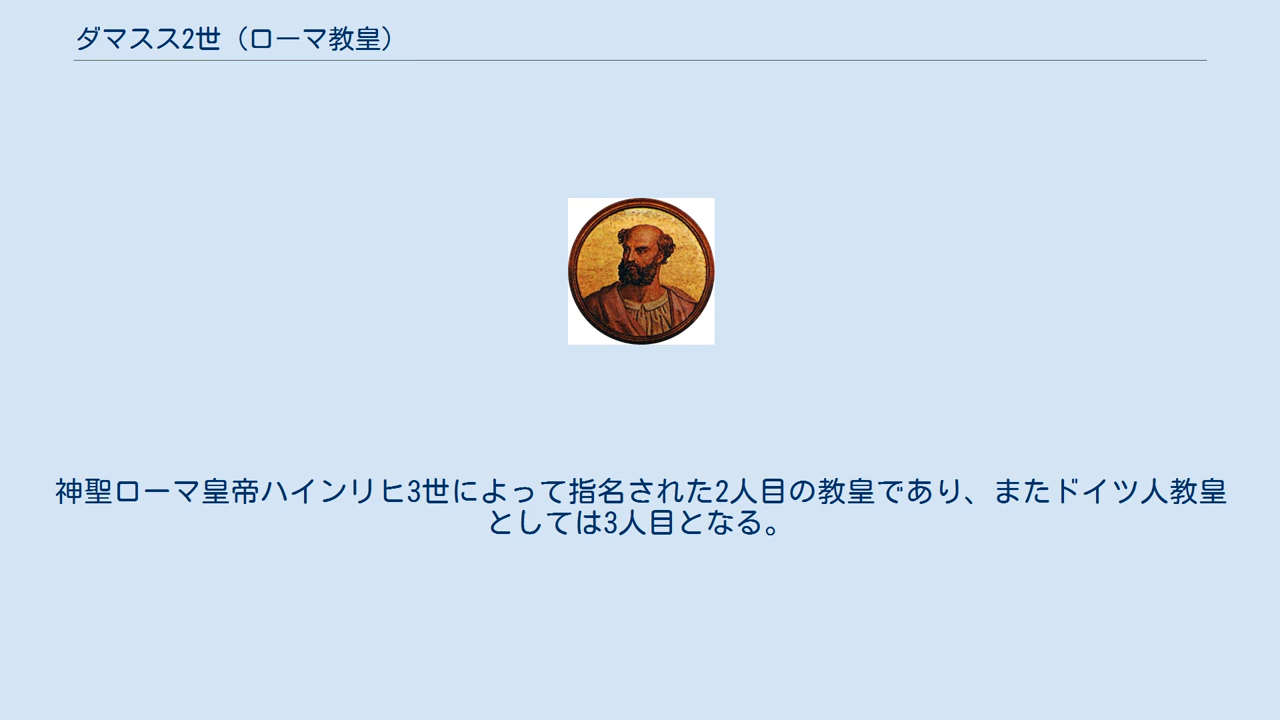 ダマスス2世（ローマ教皇）
神聖ローマ皇帝ハインリヒ3世によって指名された2人目の教皇であり、またドイツ人教皇
としては3人目となる。